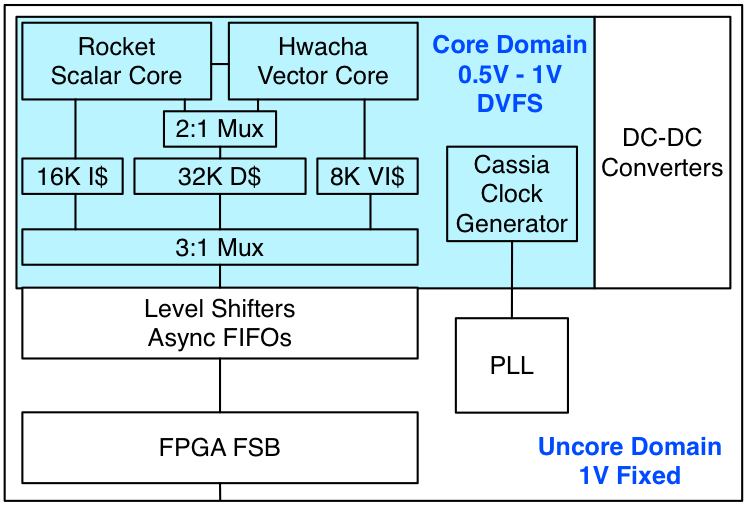 Rocket
Scalar Core
Hwacha
Vector Core
Core Domain
0.5V - 1V
DVFS
DC-DC
Converters
2:1 Mux
16K I$
32K D$
8K VI$
Cassia
Clock
Generator
3:1 Mux
Level Shifters
Async FIFOs
PLL
FPGA FSB
Uncore Domain
1V Fixed